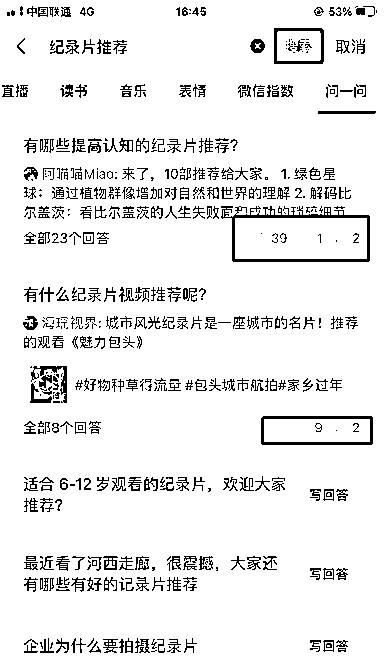 中国联通 4G 16:45 53%
纪录片推荐 取消
直播 读书 音乐 表情 微信指数 问一问
有哪些提高认知的纪录片推荐?
阿喵喵Miao: 来了，10部推荐给大家。 1. 绿色星
球：通过植物群像增加对自然和世界的理解 2. 解码比
尔盖茨：看比尔盖茨的人生失败面和成功的琐碎细节
全部23个回答 39 1 . 2
有什么纪录片视频推荐呢?
视界: 城市风光纪录片是一座城市的名片！推荐
的观看《魅力包头》
#好物种草得流量 #包头城市航拍#家乡过年
全部8个回答 9 . 2
适合 6-12 岁观看的纪录片，欢迎大家
推荐? 写回答
最近看了河西走廊，很震撼，大家还
有哪些有好的记录片推荐 写回答
企业为什么要拍摄纪录片 写回答